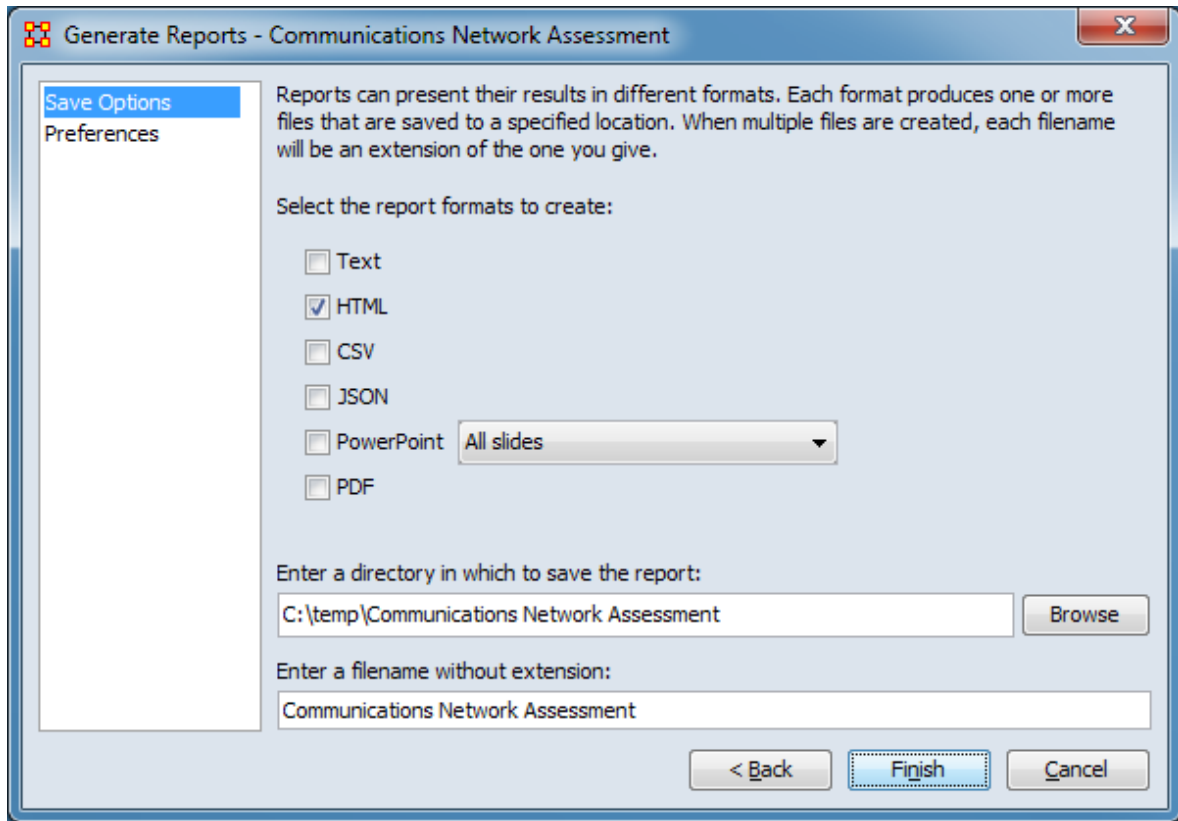 Generate Reports - Communications Network Assessment
X
Save Options
Preferences
Reports can present their results in different formats. Each format produces one or more
files that are saved to a specified location. When multiple files are created, each filename
will be an extension of the one you give.
Select the report formats to create:
Text
HTML
CSV
JSON
PowerPoint All slides
PDF
Enter a directory in which to save the report:
C:\temp\Communications Network Assessment Browse
Enter a filename without extension:
Communications Network Assessment
< Back Finish Cancel